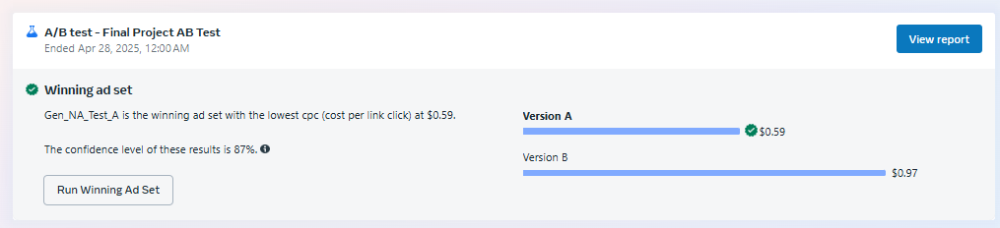 A/B test - Final Project AB Test
Ended Apr 28, 2025, 12:00 AM
View report
Winning ad set
Gen_NA_Test_A is the winning ad set with the lowest cpc (cost per link click) at $0.59.
The confidence level of these results is 87%.
Run Winning Ad Set
Version A
$0.59
Version B
$0.97